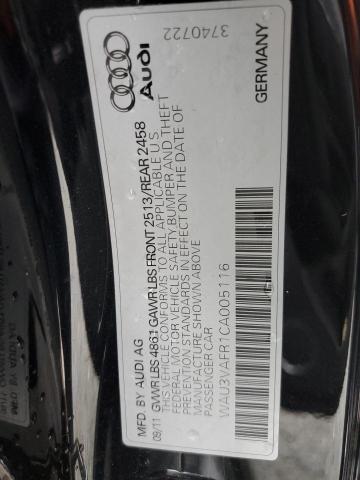 3740722
Audi
GERMANY
MFD BY AUDI AG
09/11 GVWR LBS 4861 GAWR LBS FRONT 2513/REAR 2458
THIS VEHICLE CONFORMS TO ALL APPLICABLE U.S.
FEDERAL MOTOR VEHICLE SAFETY, BUMPER AND THEFT
PREVENTION STANDARDS IN EFFECT ON THE DATE OF
MANUFACTURE SHOWN ABOVE
PASSENGER CAR
WAU3VAFR1CA005116